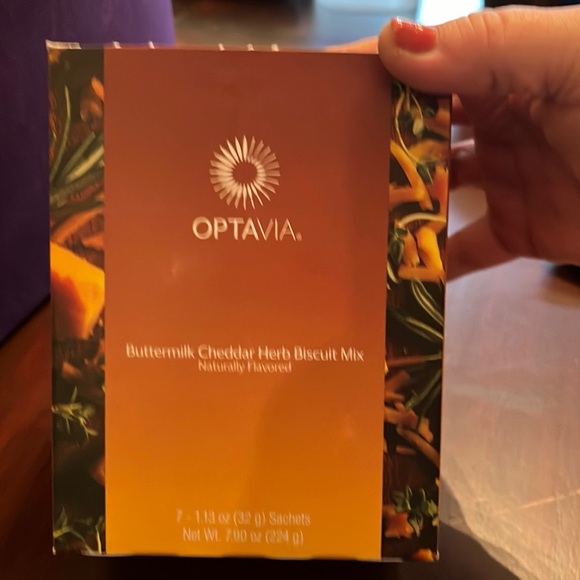 OPTAVIA®
Buttermilk Cheddar Herb Biscuit Mix
Naturally Flavored
7 - 1.13 oz (32 g) Sachets
Net Wt. 7.90 oz (224 g)